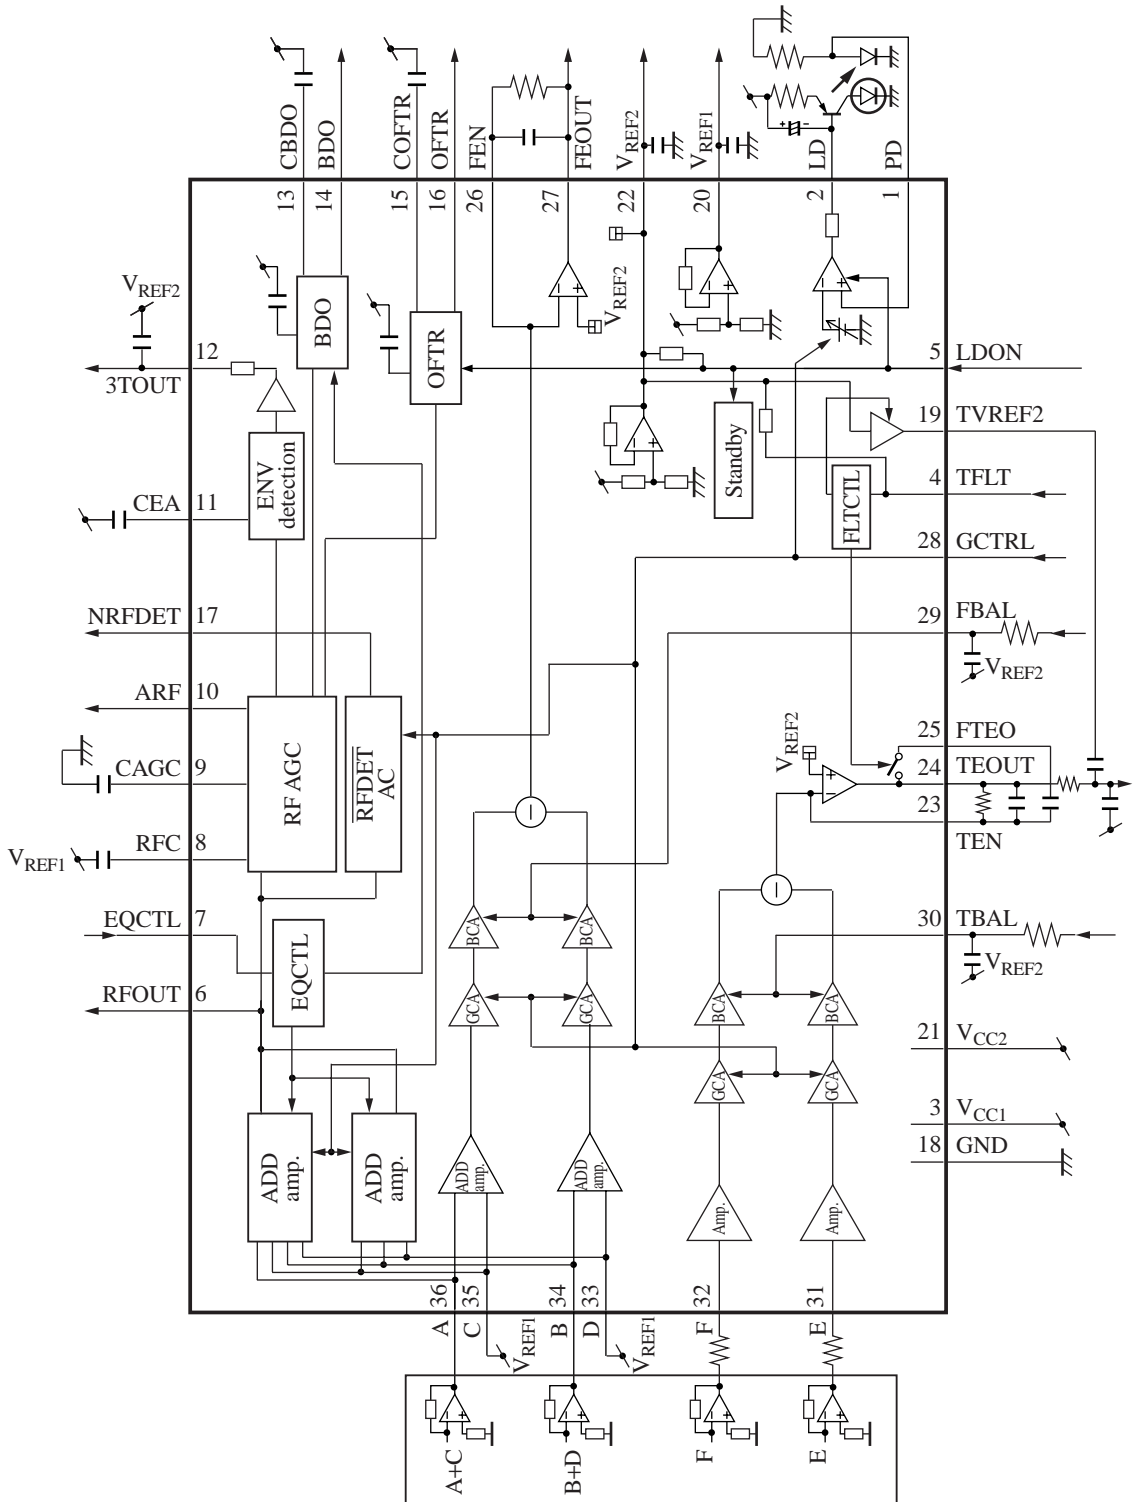 CBDO
BDO
COFTR
OFTR
FEN
FEOUT
VREF2
VREF1
LD
PD
13
14
15
16
26
27
22
20
2
1
VREF2
12
3TOUT
BDO
OFTR
VREF2
5 LDON
ENV
detection
Standby
19 TVREF2
CEA 11
FLTCTL
4 TFLT
28 GCTRL
NRFDET 17
29 FBAL
VREF2
ARF 10
RF AGC
RFDET
AC
VREF2
25 FTEO
CAGC 9
24 TEOUT
23
TEN
VREF1
RFC 8
EQCTL 7
EQCTL
BCA
BCA
30 TBAL
VREF2
RFOUT 6
GCA
GCA
BCA
BCA
21 VCC2
GCA
GCA
3 VCC1
18 GND
ADD
amp.
ADD
amp.
ADD
amp.
ADD
amp.
Amp.
Amp.
36
35
34
33
32
31
A
C
B
D
F
E
VREF1
VREF1
A+C
B+D
F
E